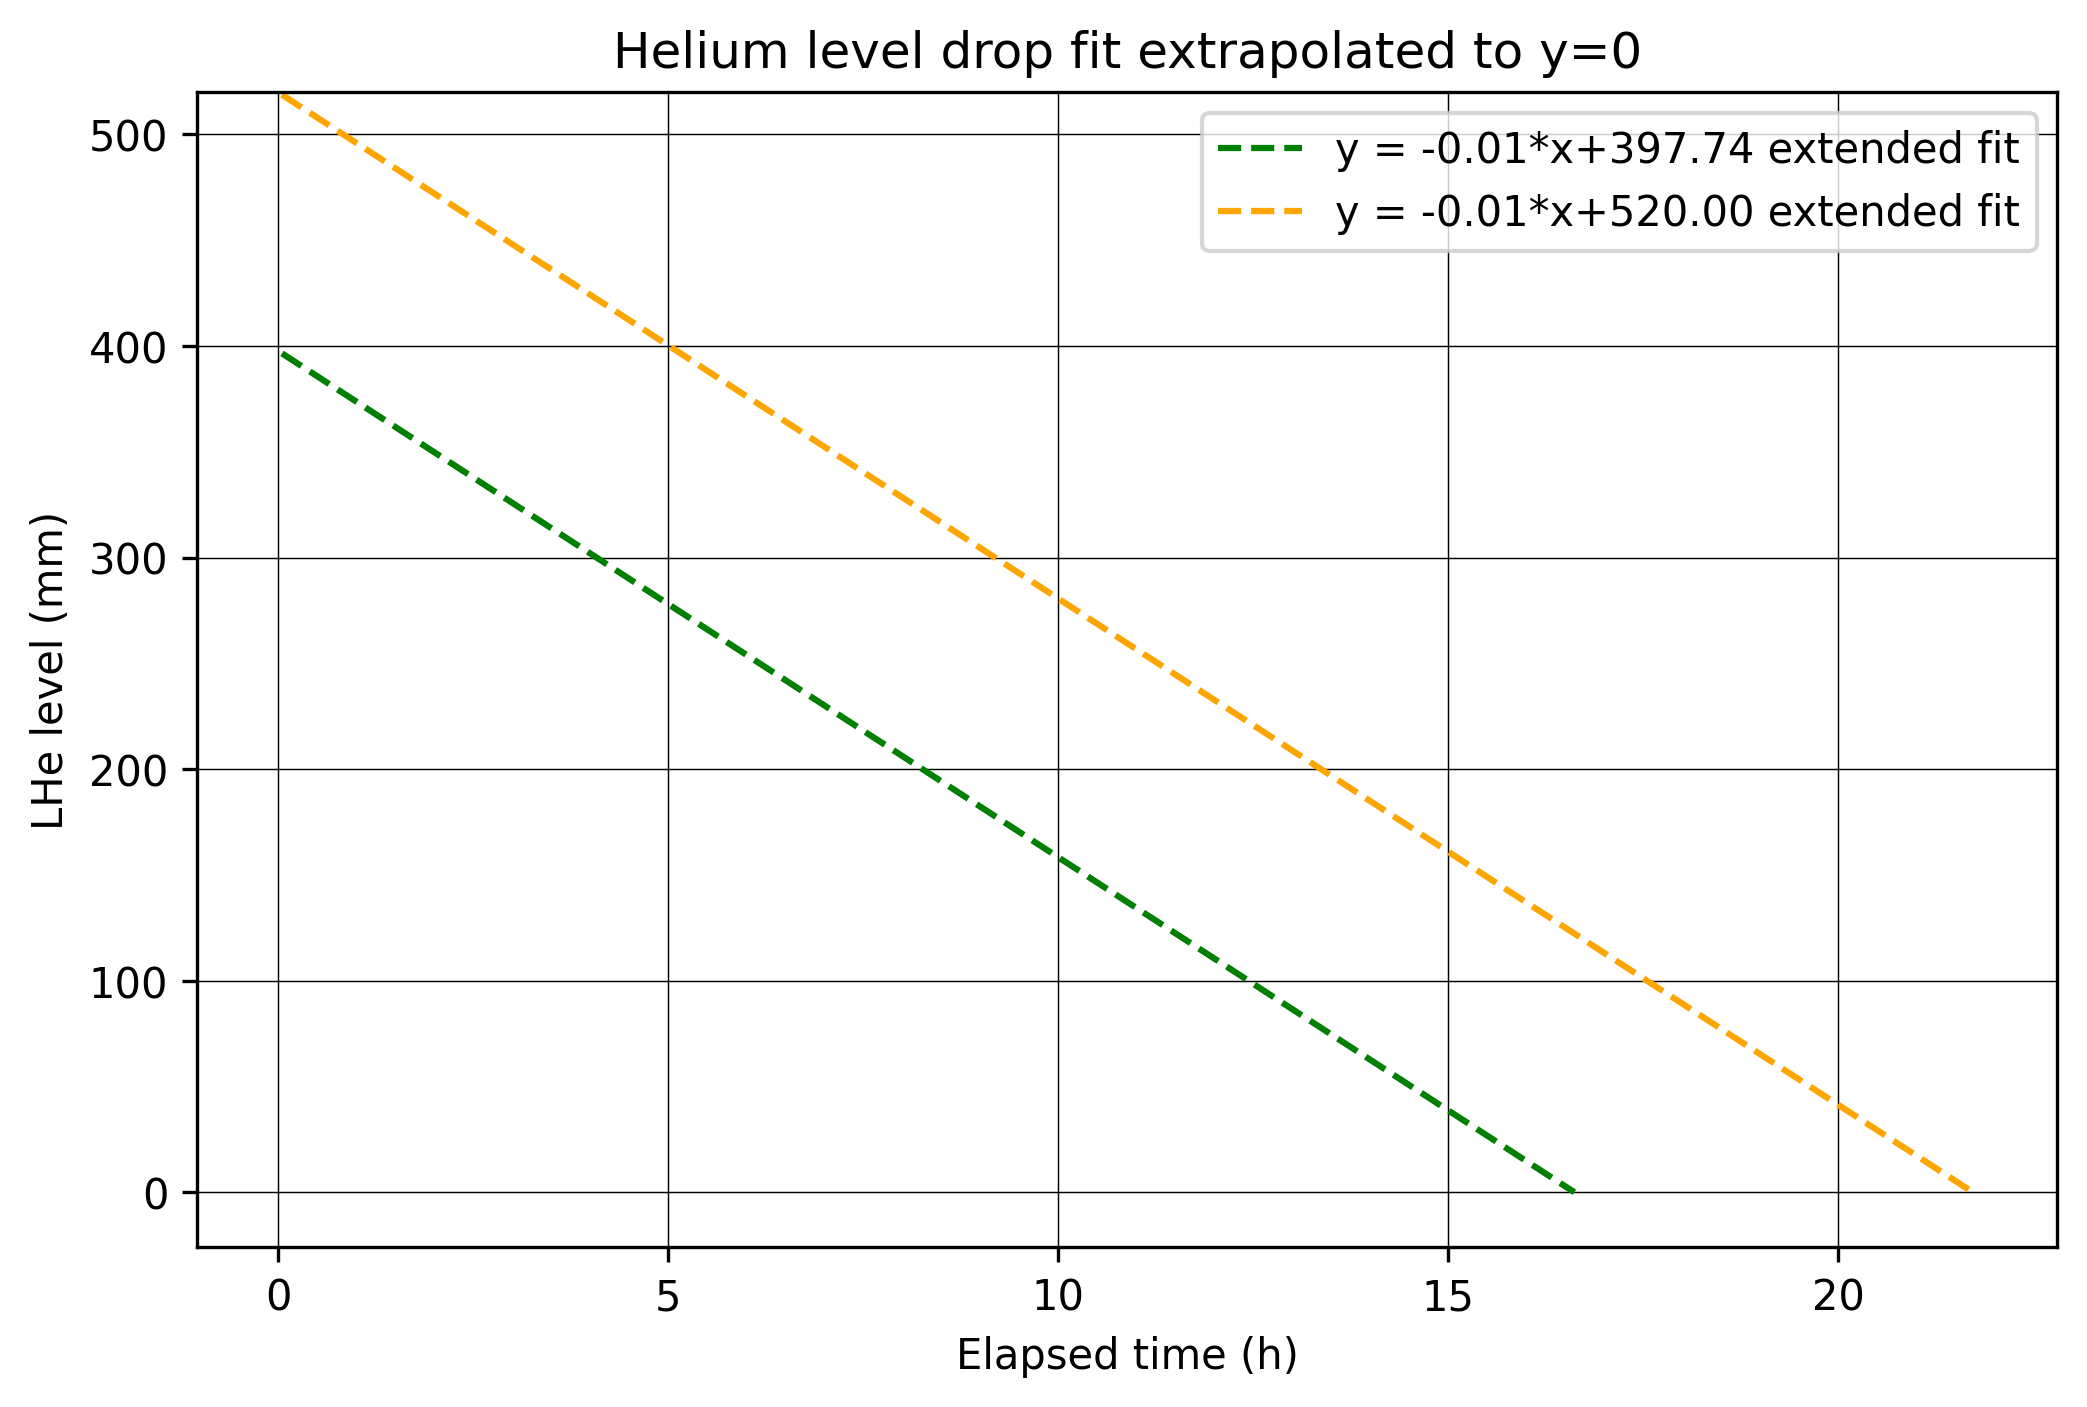 Helium level drop fit extrapolated to y=0
y = -0.01*x+397.74 extended fit
y = -0.01*x+520.00 extended fit
LHe level (mm)
500
400
300
200
100
0
0 5 10 15 20
Elapsed time (h)